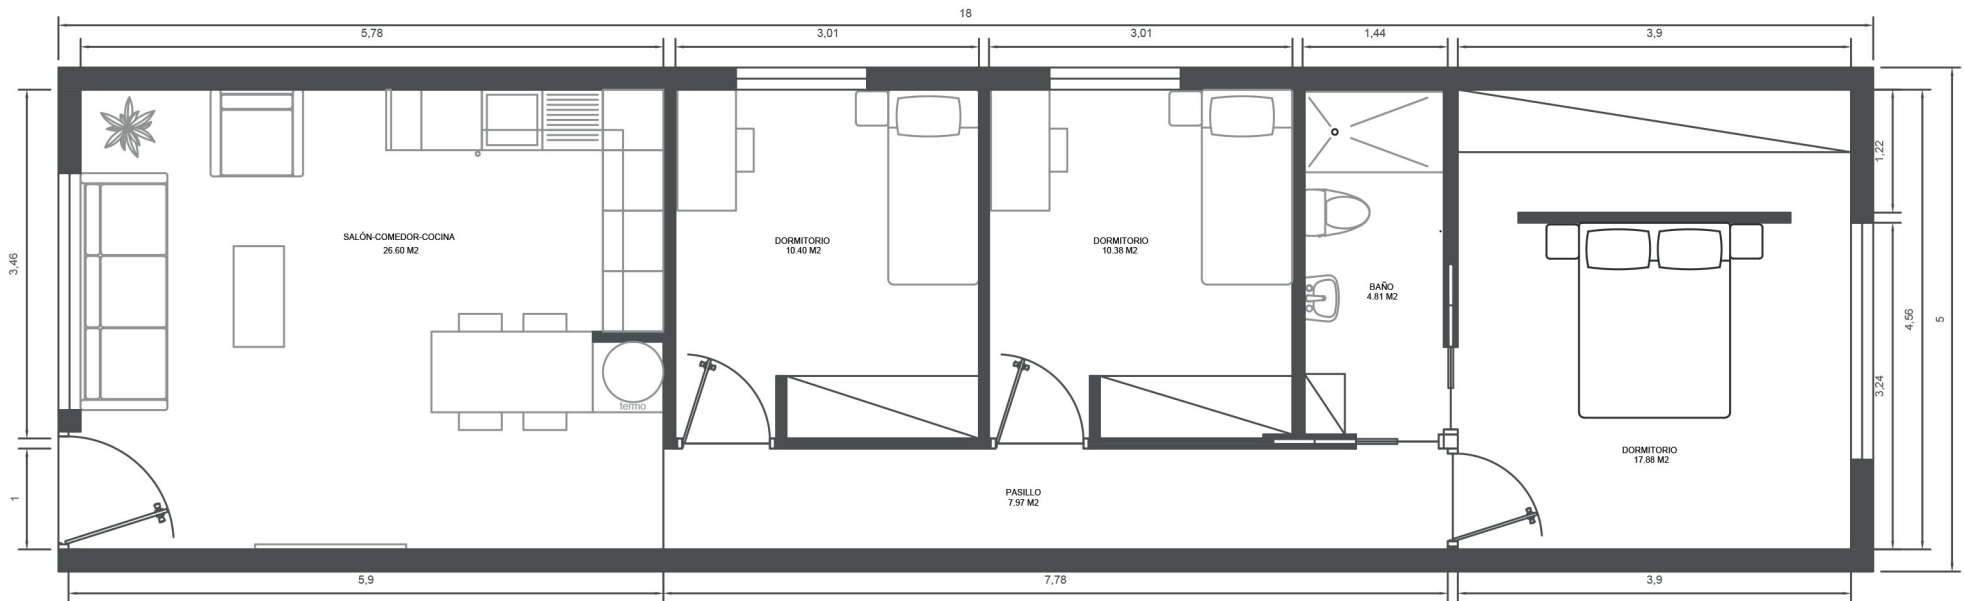 18
5,78
3,01
3,01
1,44
3,9
3,46
1
SALÓN-COMEDOR-COCINA
26.60 M2
termo
DORMITORIO
10.40 M2
DORMITORIO
10.38 M2
BAÑO
4.81 M2
DORMITORIO
17.88 M2
PASILLO
7.97 M2
1,22
3,24
4,56
5
5,9
7,78
3,9